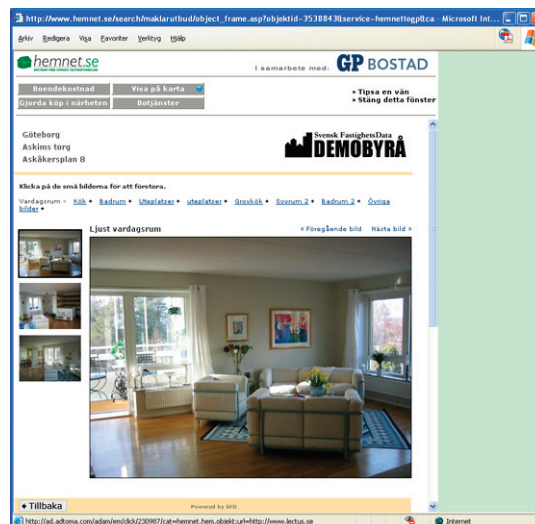 http://www.hemnet.se/search/maklarutbud/object_frame.asp?objektid=3538843&service=hemnettogp&ca - Microsoft Int...
Arkiv Redigera Visa Favoriter Verktyg Hjälp
hemnet.se
I samarbete med: GP BOSTAD
Boendekostnad Visa på karta
Gjorda köp i närheten Botjänster
Tipsa en vän
Stäng detta fönster
Göteborg
Askims torg
Askåkersplan 8
Svensk FastighetsData
DEMOBYRÅ
Klicka på de små bilderna för att förstora.
Vardagsrum • Kök • Badrum • Uteplatser • uteplatser • Grovkök • Sovrum 2 • Badrum 2 • Övriga
bilder •
Ljust vardagsrum < Föregående bild Nästa bild >
Tillbaka
Powered by SFD
http://ad.adtoma.com/adam/em/click/230987/cat=hemnet.hem.objekt;url=http://www.lectus.se Internet